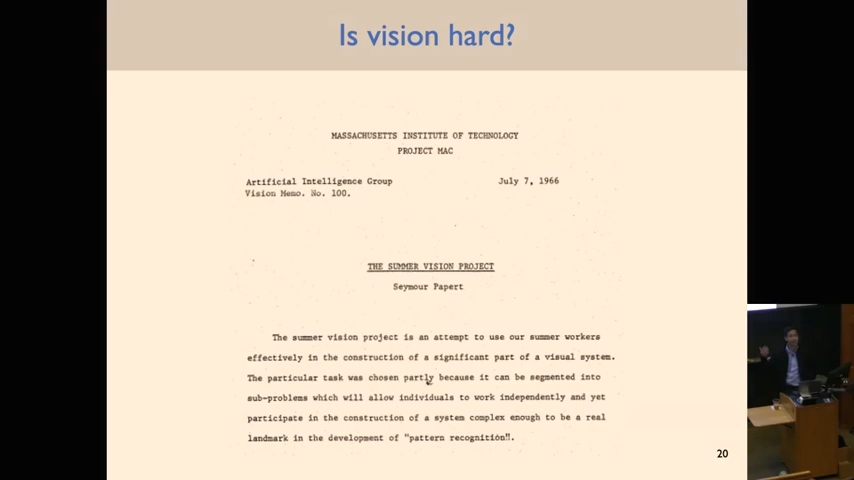 Is vision hard?
MASSACHUSETTS INSTITUTE OF TECHNOLOGY
PROJECT MAC
Artificial Intelligence Group July 7, 1966
Vision Memo. No. 100.
THE SUMMER VISION PROJECT
Seymour Papert
The summer vision project is an attempt to use our summer workers
effectively in the construction of a significant part of a visual system.
The particular task was chosen partly because it can be segmented into
sub-problems which will allow individuals to work independently and yet
participate in the construction of a system complex enough to be a real
landmark in the development of "pattern recognition".
20